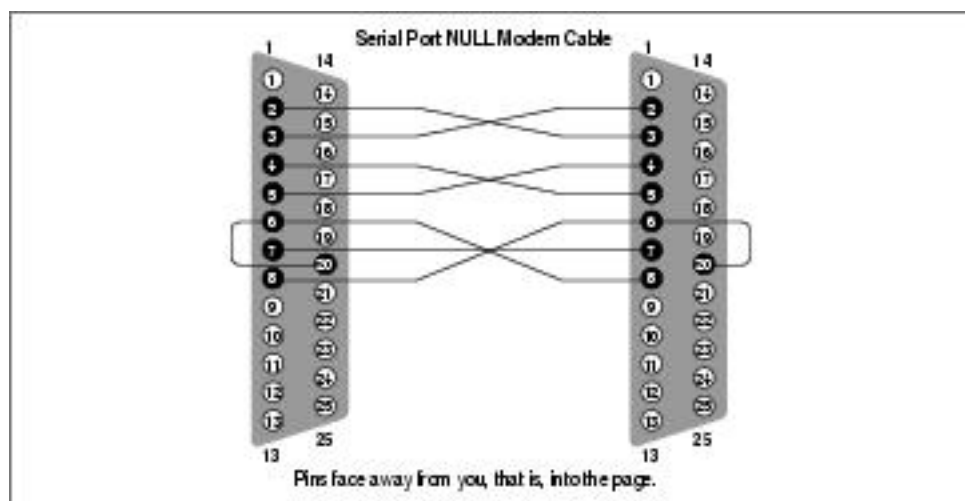 Serial Port NULL Modem Cable
1 14 1 14
1 14 1 14
2 15 2 15
3 16 3 16
4 17 4 17
5 18 5 18
6 19 6 19
7 20 7 20
8 21 8 21
9 22 9 22
10 23 10 23
11 24 11 24
12 25 12 25
13 13
13 25 13 25
Pins face away from you, that is, into the page.